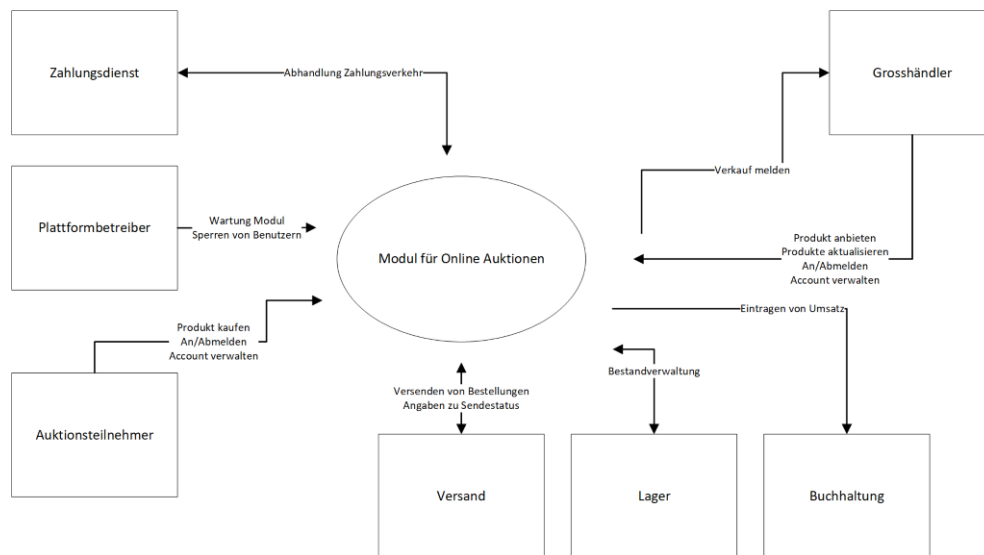 Zahlungsdienst
Abhandlung Zahlungsverkehr
Grosshändler
Verkauf melden
Plattformbetreiber
Wartung Modul
Sperren von Benutzern
Modul für Online Auktionen
Produkt anbieten
Produkte aktualisieren
An/Abmelden
Account verwalten
Eintragen von Umsatz
Produkt kaufen
An/Abmelden
Account verwalten
Auktionsteilnehmer
Versenden von Bestellungen
Angaben zu Sendestatus
Bestandverwaltung
Versand
Lager
Buchhaltung